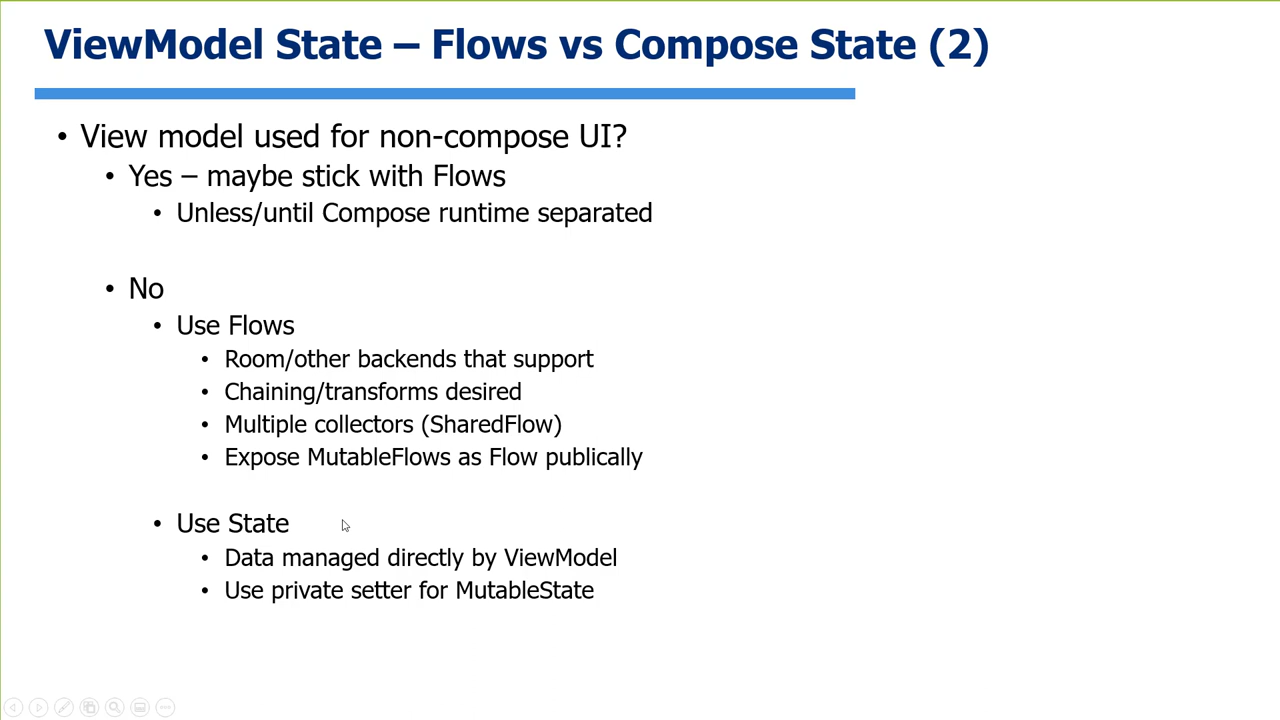 ViewModel State – Flows vs Compose State (2)
• View model used for non-compose UI?
• Yes – maybe stick with Flows
• Unless/until Compose runtime separated
• No
• Use Flows
• Room/other backends that support
• Chaining/transforms desired
• Multiple collectors (SharedFlow)
• Expose MutableFlows as Flow publically
• Use State
• Data managed directly by ViewModel
• Use private setter for MutableState